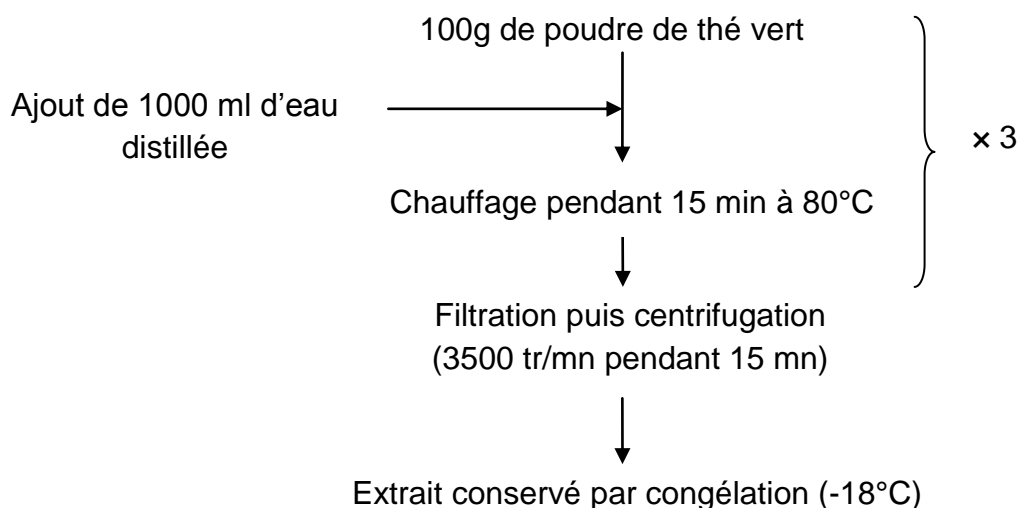 100g de poudre de thé vert
Ajout de 1000 ml d’eau
distillée
× 3
Chauffage pendant 15 min à 80°C
Filtration puis centrifugation
(3500 tr/mn pendant 15 mn)
Extrait conservé par congélation (-18°C)